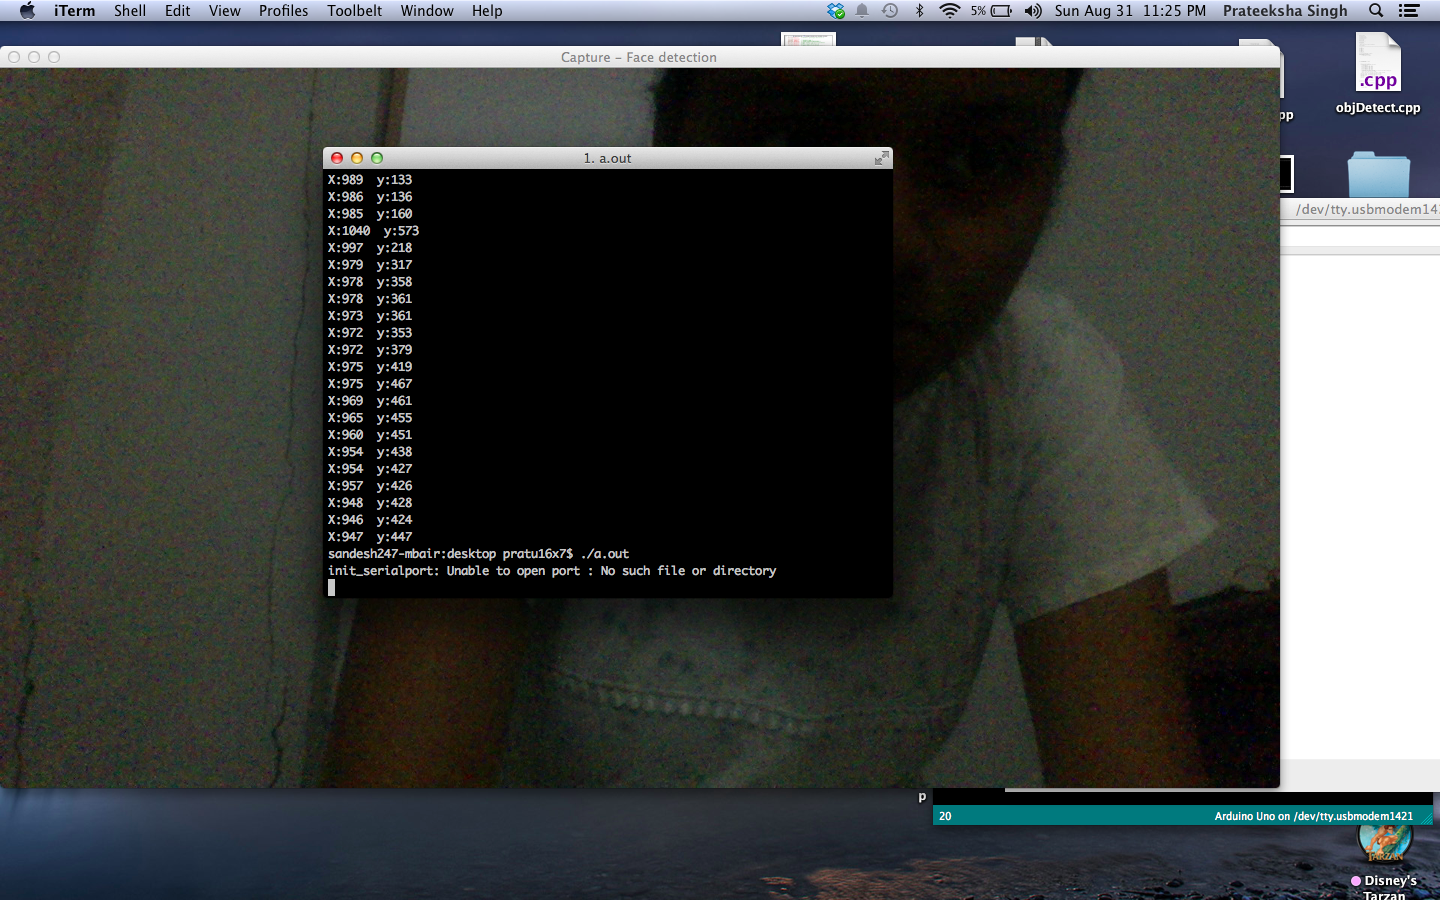 iTerm Shell Edit View Profiles Toolbelt Window Help 5% Sun Aug 31 11:25 PM Prateeksha Singh
Capture – Face detection
.cpp
objDetect.cpp
pp
1. a.out
/dev/tty.usbmodem142
X:989 y:133
X:986 y:136
X:985 y:160
X:1040 y:573
X:997 y:218
X:979 y:317
X:978 y:358
X:978 y:361
X:973 y:361
X:972 y:353
X:972 y:379
X:975 y:419
X:975 y:467
X:969 y:461
X:965 y:455
X:960 y:451
X:954 y:438
X:954 y:427
X:957 y:426
X:948 y:428
X:946 y:424
X:947 y:447
sandesh247-mbair:desktop pratu16x7$ ./a.out
init_serialport: Unable to open port : No such file or directory
p
20 Arduino Uno on /dev/tty.usbmodem1421
TARZAN
Disney's
Tarzan